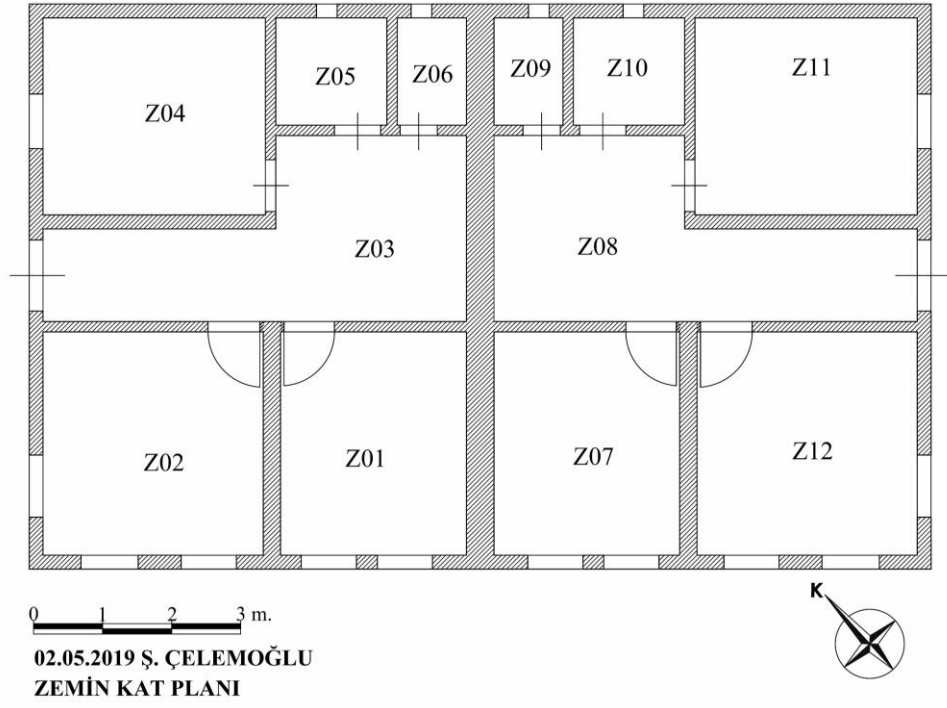 Z05 Z06 Z09 Z10 Z11
Z04
Z03 Z08
Z02 Z01 Z07 Z12
0 1 2 3 m.
K
02.05.2019 Ş. ÇELEMOĞLU
ZEMİN KAT PLANI